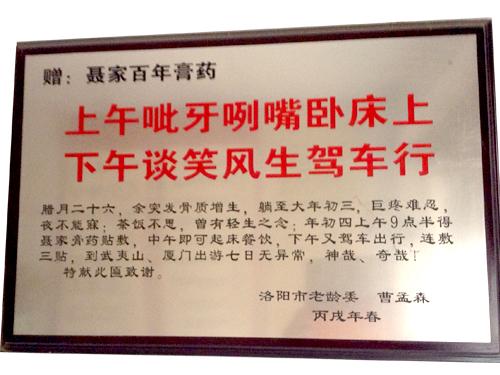 赠：聂家百年膏药
上午呲牙咧嘴卧床上
下午谈笑风生驾车行
腊月二十六，余突发骨质增生，躺至大年初三，巨疼难忍，
夜不能寐；茶饭不思，曾有轻生之念；年初四上午9点半得
聂家膏药贴敷，中午即可起床餐饮，下午又驾车出行，连敷
三贴，到武夷山、厦门出游七日无异常，神哉、奇哉！
特献此匾致谢。
洛阳市老龄委 曹孟森
丙戌年春